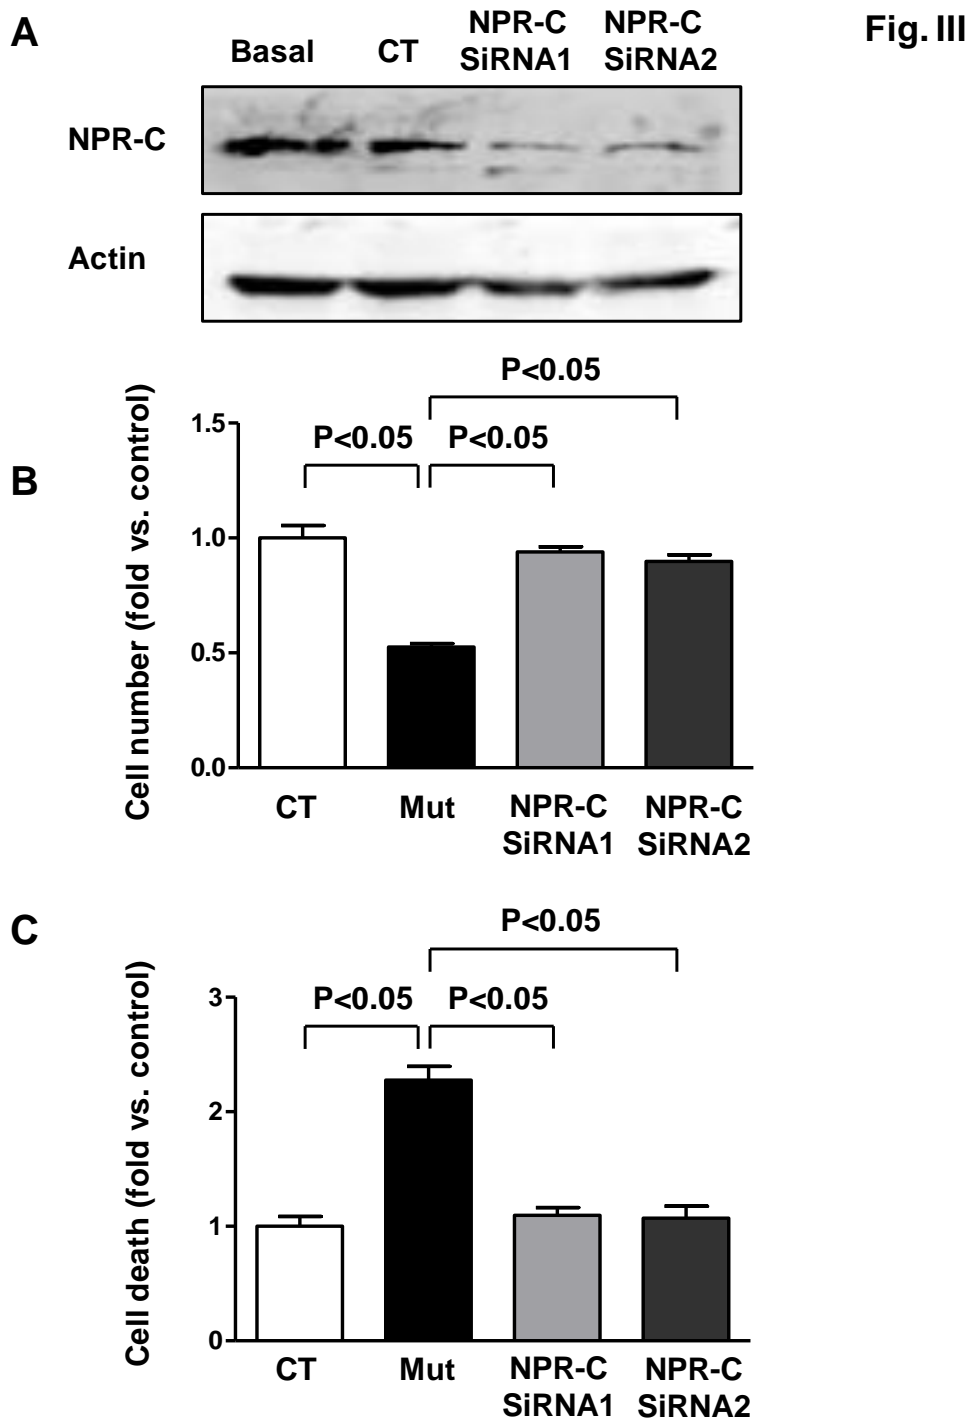 A
Fig. III
Basal
CT
NPR-C
SiRNA1
NPR-C
SiRNA2
NPR-C
Actin
B
Cell number (fold vs. control)
P<0.05
P<0.05
P<0.05
1.5
1.0
0.5
0.0
CT
Mut
NPR-C
SiRNA1
NPR-C
SiRNA2
C
Cell death (fold vs. control)
P<0.05
P<0.05
P<0.05
3
2
1
0
CT
Mut
NPR-C
SiRNA1
NPR-C
SiRNA2